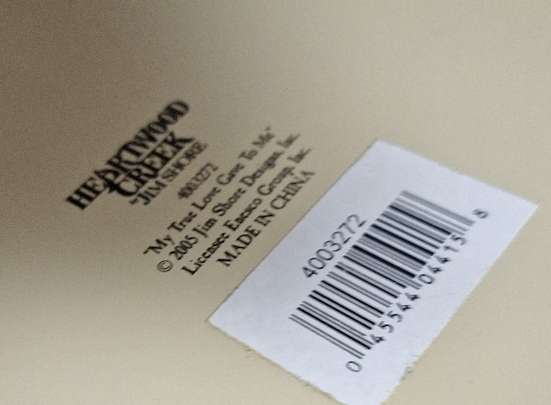 HEARTWOOD
CREEK
"JIM SHORE
4003272
"My True Love Gave To Me"
© 2005 Jim Shore Designs, Inc.
Licensee Enesco Group, Inc.
MADE IN CHINA
4003272
0 45544 04475 8